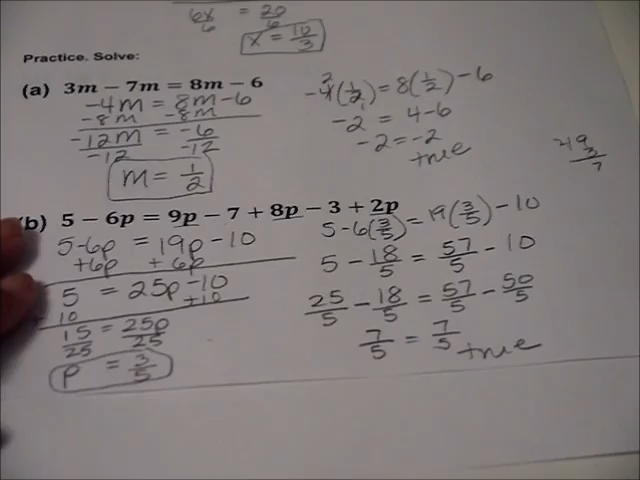 6x/6 = 20/6
x = 10/3
Practice. Solve:
(a) 3m − 7m = 8m − 6
-4m = 8m-6
-8m -8m
-12m/-12 = -6/-12
m = 1/2
-4(1/2) = 8(1/2) - 6
-2 = 4-6
-2 = -2
true
(b) 5 − 6p = 9p − 7 + 8p − 3 + 2p
5-6p = 19p-10
+6p +6p
5 = 25p-10
10 +10
15/25 = 25p/25
p = 3/5
5-6(3/5) = 19(3/5) - 10
5 - 18/5 = 57/5 - 10
25/5 - 18/5 = 57/5 - 50/5
7/5 = 7/5 true